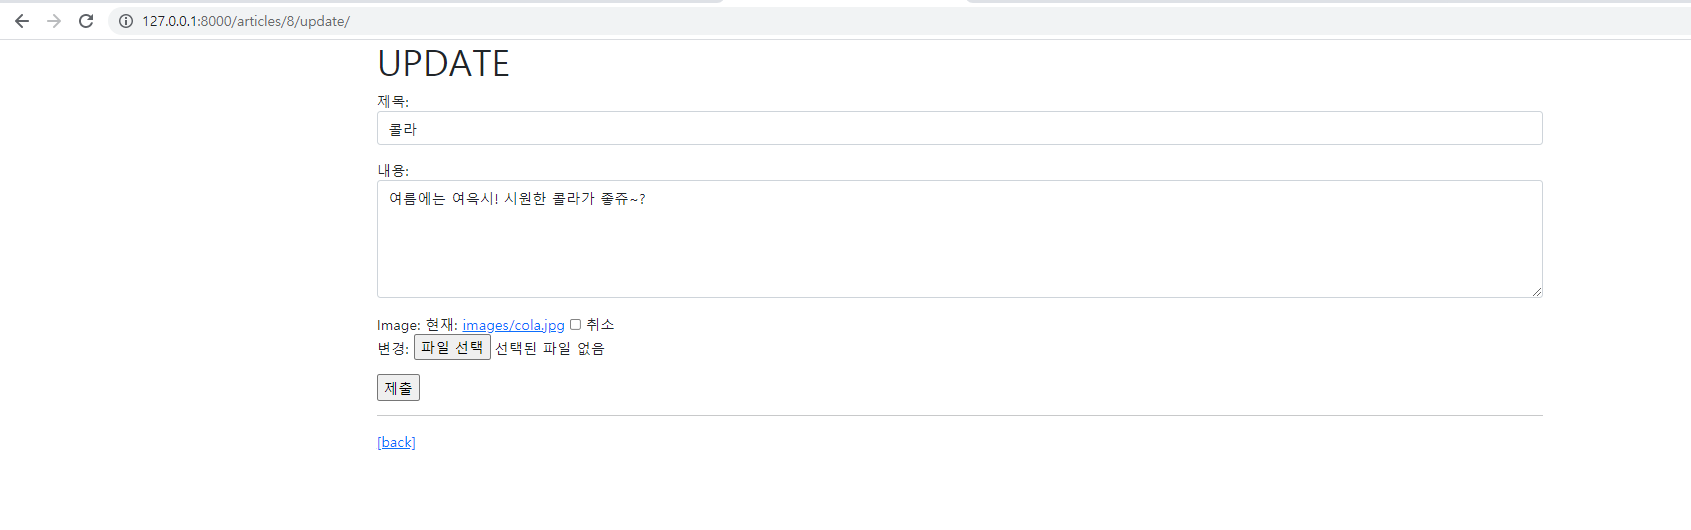 127.0.0.1:8000/articles/8/update/
UPDATE
제목:
콜라
내용:
여름에는 여윽시! 시원한 콜라가 좋쥬~?
Image: 현재: images/cola.jpg 취소
변경: 파일 선택 선택된 파일 없음
제출
[back]